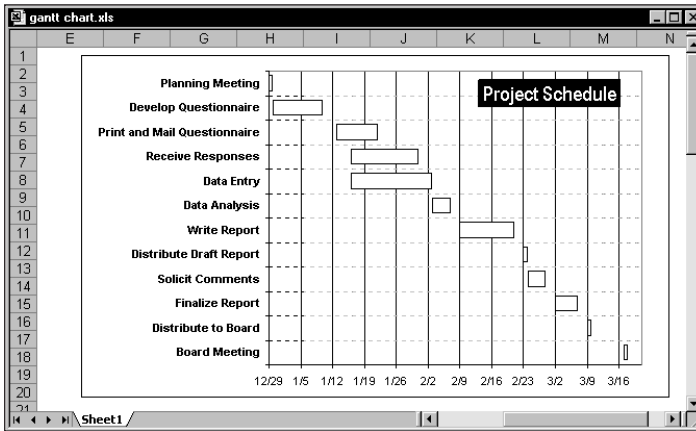 gantt chart.xls
E F G H I J K L M N
1
2
3
4
5
6
7
8
9
10
11
12
13
14
15
16
17
18
19
20
21
Project Schedule
Planning Meeting
Develop Questionnaire
Print and Mail Questionnaire
Receive Responses
Data Entry
Data Analysis
Write Report
Distribute Draft Report
Solicit Comments
Finalize Report
Distribute to Board
Board Meeting
12/29 1/5 1/12 1/19 1/26 2/2 2/9 2/16 2/23 3/2 3/9 3/16
Sheet1